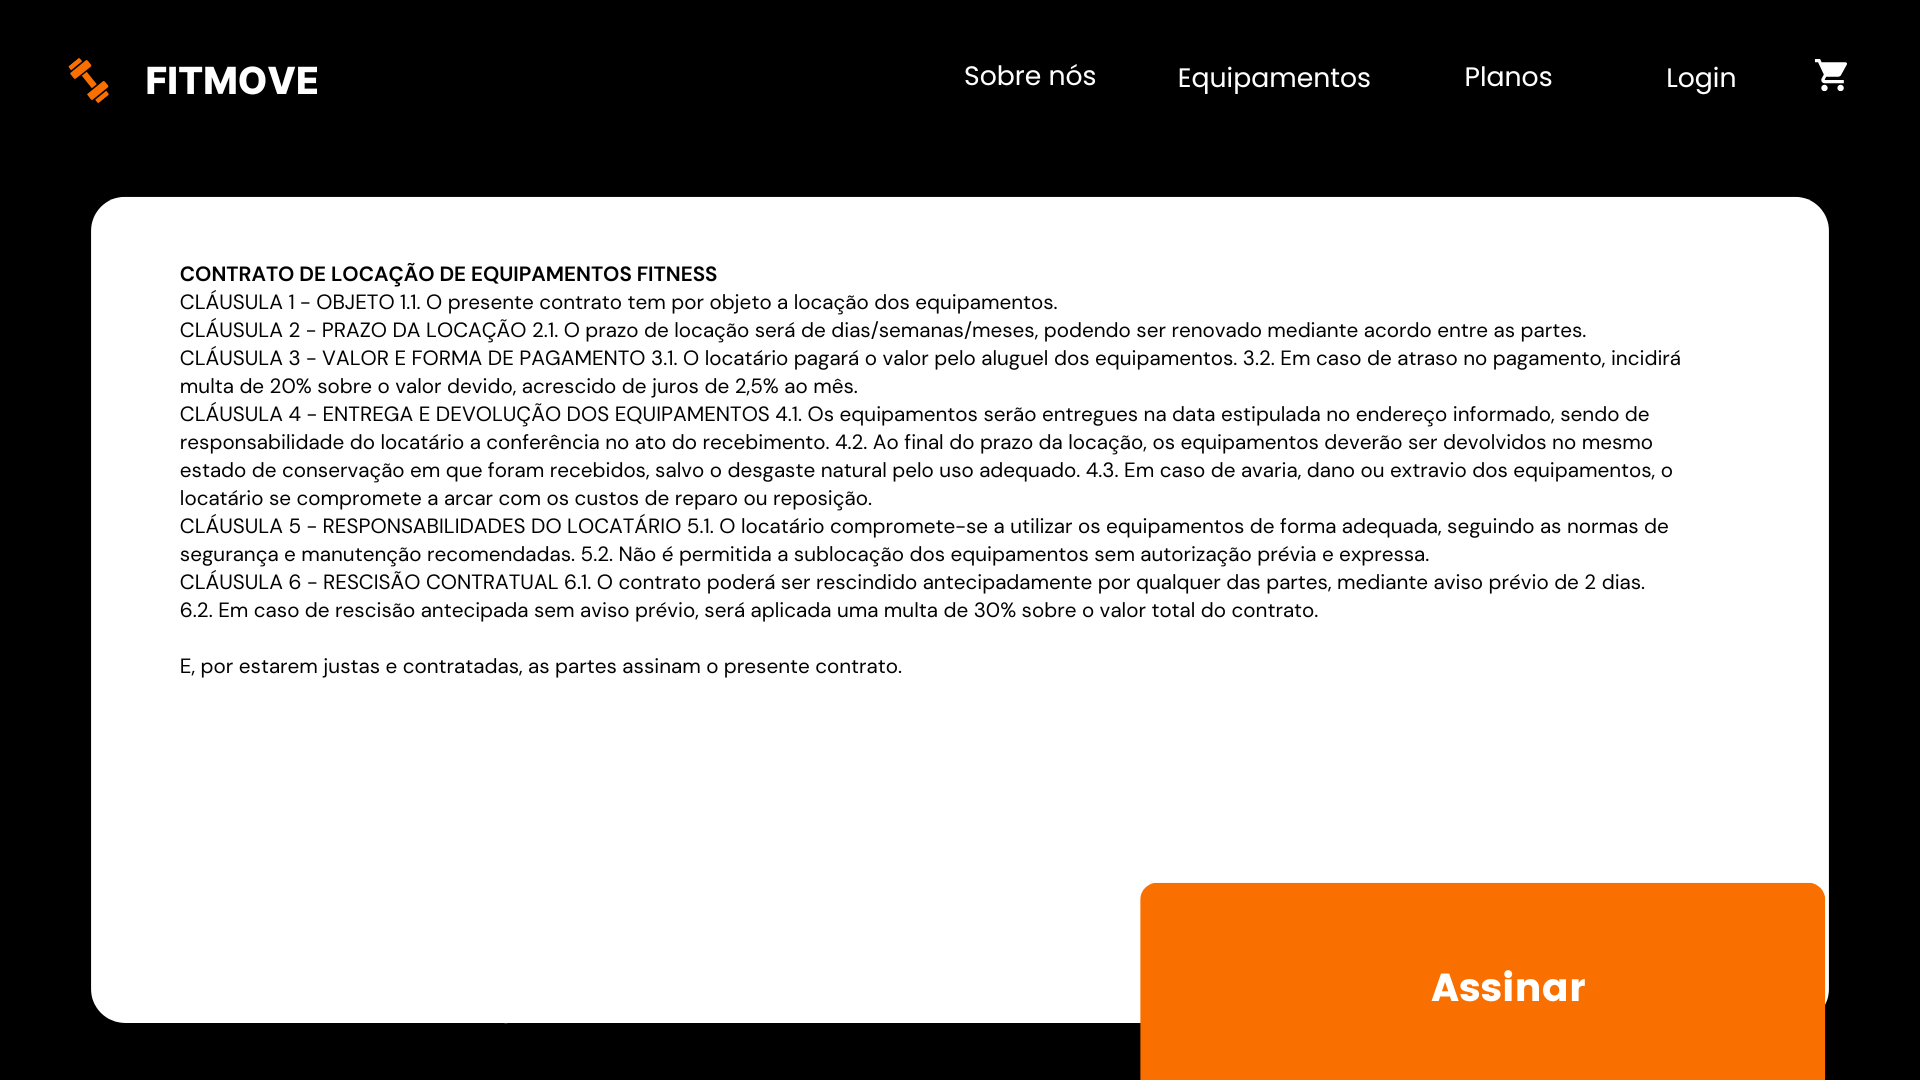 FITMOVE
Sobre nós
Equipamentos
Planos
Login
CONTRATO DE LOCAÇÃO DE EQUIPAMENTOS FITNESS
CLÁUSULA 1 - OBJETO 1.1. O presente contrato tem por objeto a locação dos equipamentos.
CLÁUSULA 2 - PRAZO DA LOCAÇÃO 2.1. O prazo de locação será de dias/semanas/meses, podendo ser renovado mediante acordo entre as partes.
CLÁUSULA 3 - VALOR E FORMA DE PAGAMENTO 3.1. O locatário pagará o valor pelo aluguel dos equipamentos. 3.2. Em caso de atraso no pagamento, incidirá
multa de 20% sobre o valor devido, acrescido de juros de 2,5% ao mês.
CLÁUSULA 4 - ENTREGA E DEVOLUÇÃO DOS EQUIPAMENTOS 4.1. Os equipamentos serão entregues na data estipulada no endereço informado, sendo de
responsabilidade do locatário a conferência no ato do recebimento. 4.2. Ao final do prazo da locação, os equipamentos deverão ser devolvidos no mesmo
estado de conservação em que foram recebidos, salvo o desgaste natural pelo uso adequado. 4.3. Em caso de avaria, dano ou extravio dos equipamentos, o
locatário se compromete a arcar com os custos de reparo ou reposição.
CLÁUSULA 5 - RESPONSABILIDADES DO LOCATÁRIO 5.1. O locatário compromete-se a utilizar os equipamentos de forma adequada, seguindo as normas de
segurança e manutenção recomendadas. 5.2. Não é permitida a sublocação dos equipamentos sem autorização prévia e expressa.
CLÁUSULA 6 - RESCISÃO CONTRATUAL 6.1. O contrato poderá ser rescindido antecipadamente por qualquer das partes, mediante aviso prévio de 2 dias.
6.2. Em caso de rescisão antecipada sem aviso prévio, será aplicada uma multa de 30% sobre o valor total do contrato.
E, por estarem justas e contratadas, as partes assinam o presente contrato.
Assinar